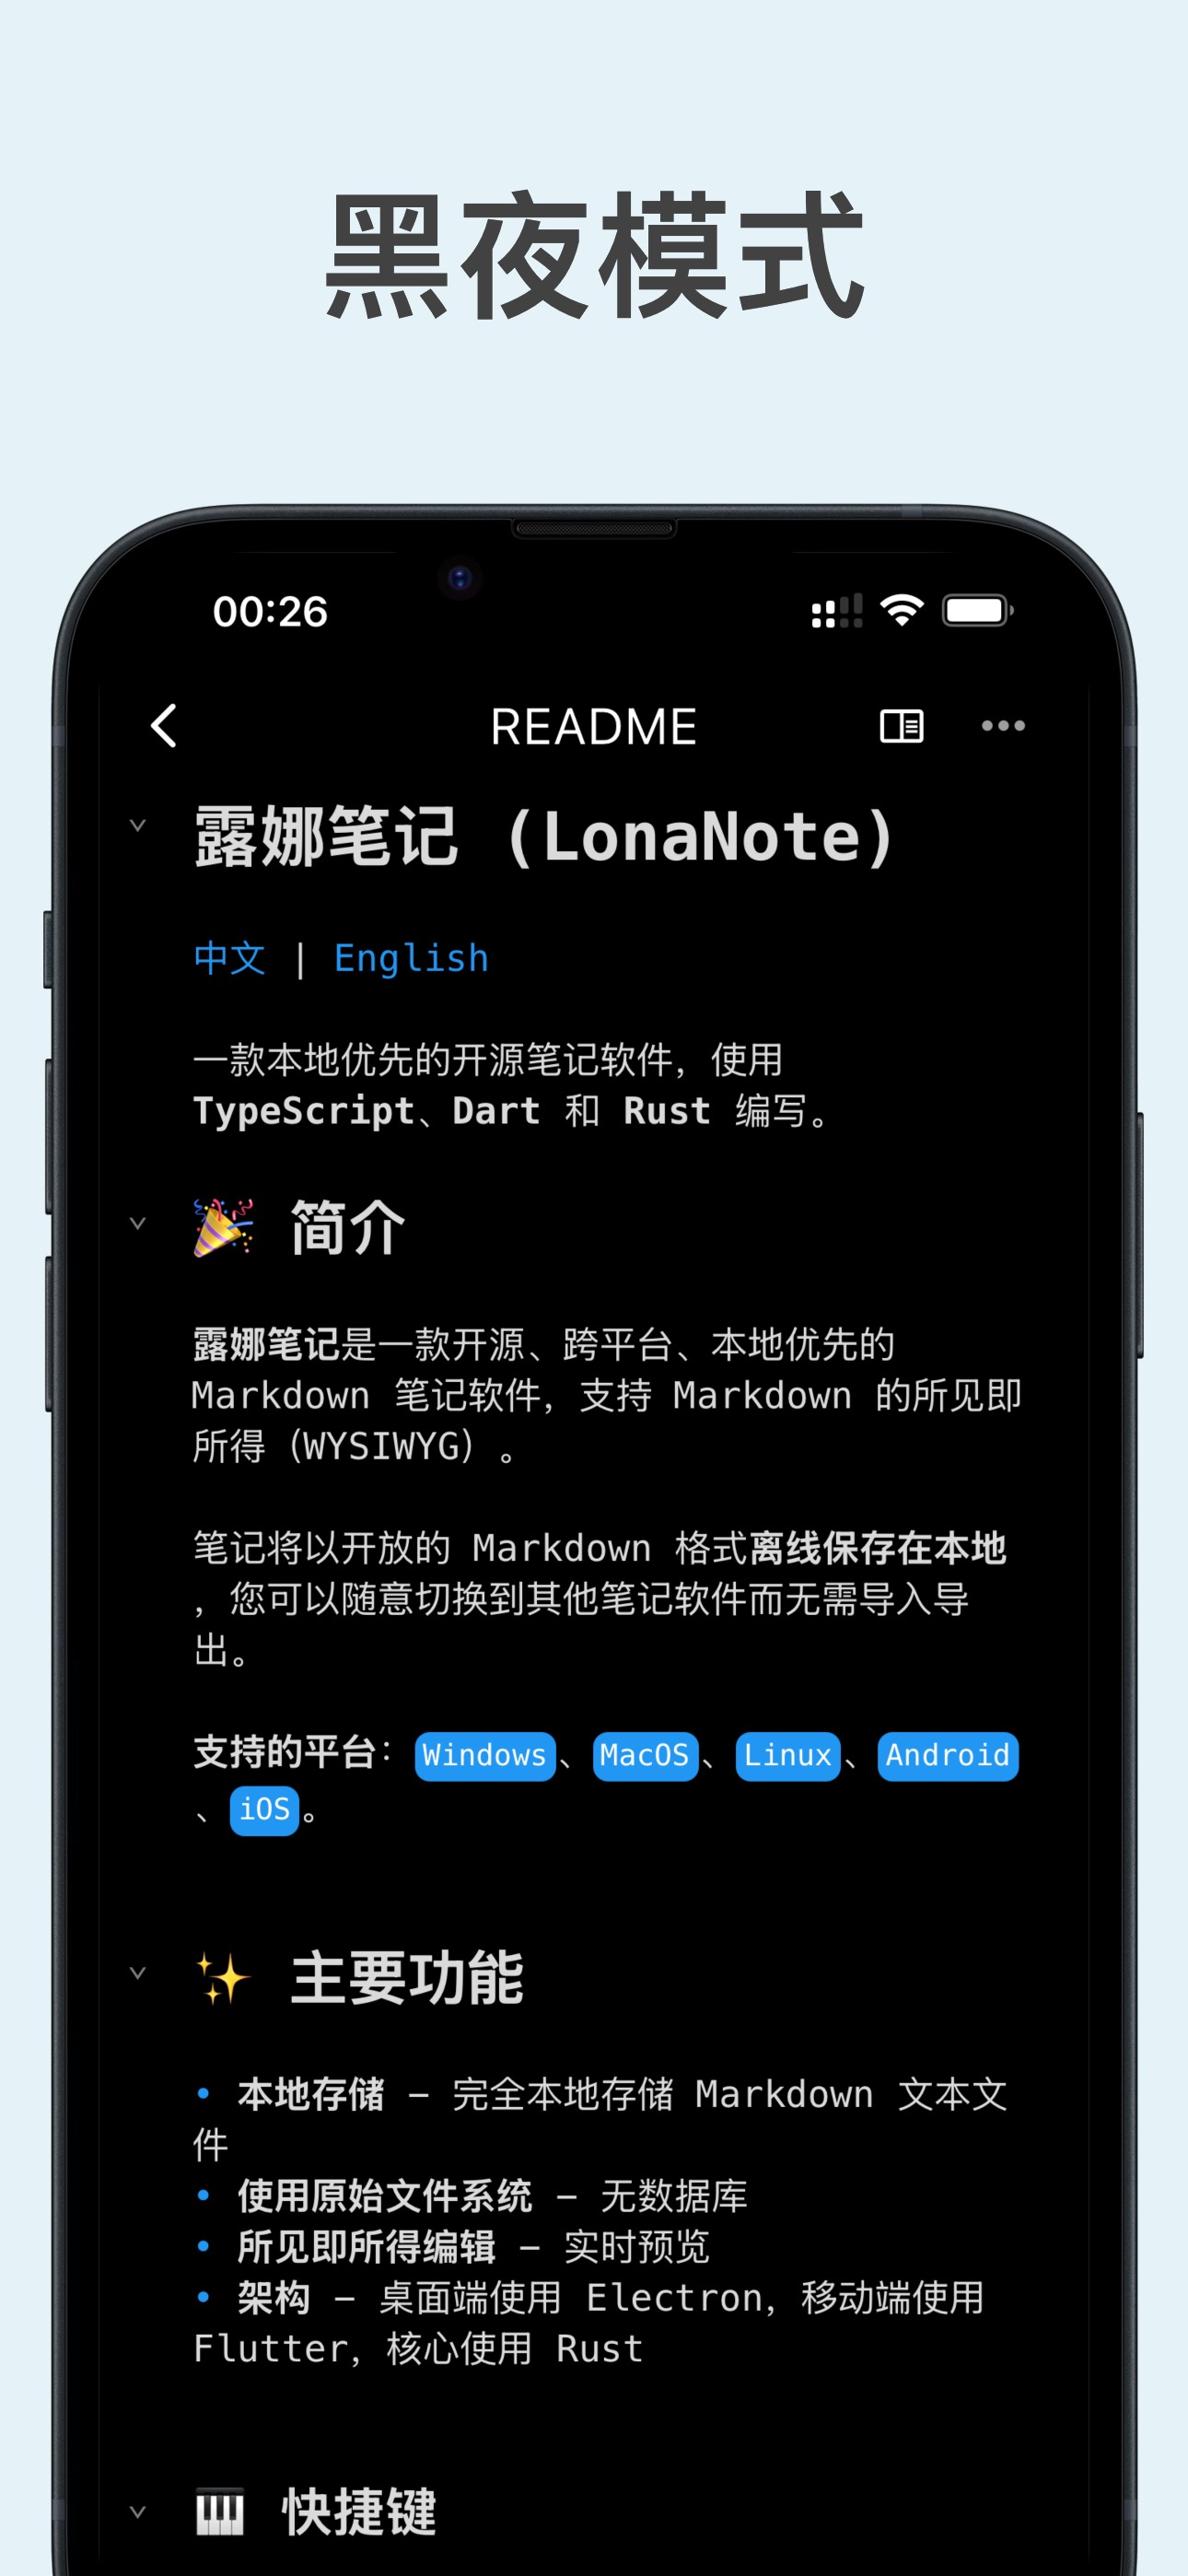 黑夜模式
00:26
README
露娜笔记 (LonaNote)
中文 | English
一款本地优先的开源笔记软件，使用
TypeScript、Dart 和 Rust 编写。
🎉 简介
露娜笔记是一款开源、跨平台、本地优先的
Markdown 笔记软件，支持 Markdown 的所见即
所得（WYSIWYG）。
笔记将以开放的 Markdown 格式离线保存在本地
，您可以随意切换到其他笔记软件而无需导入导
出。
支持的平台：Windows、MacOS、Linux、Android
、iOS。
✨ 主要功能
• 本地存储 – 完全本地存储 Markdown 文本文
件
• 使用原始文件系统 – 无数据库
• 所见即所得编辑 – 实时预览
• 架构 – 桌面端使用 Electron，移动端使用
Flutter，核心使用 Rust
🎹 快捷键